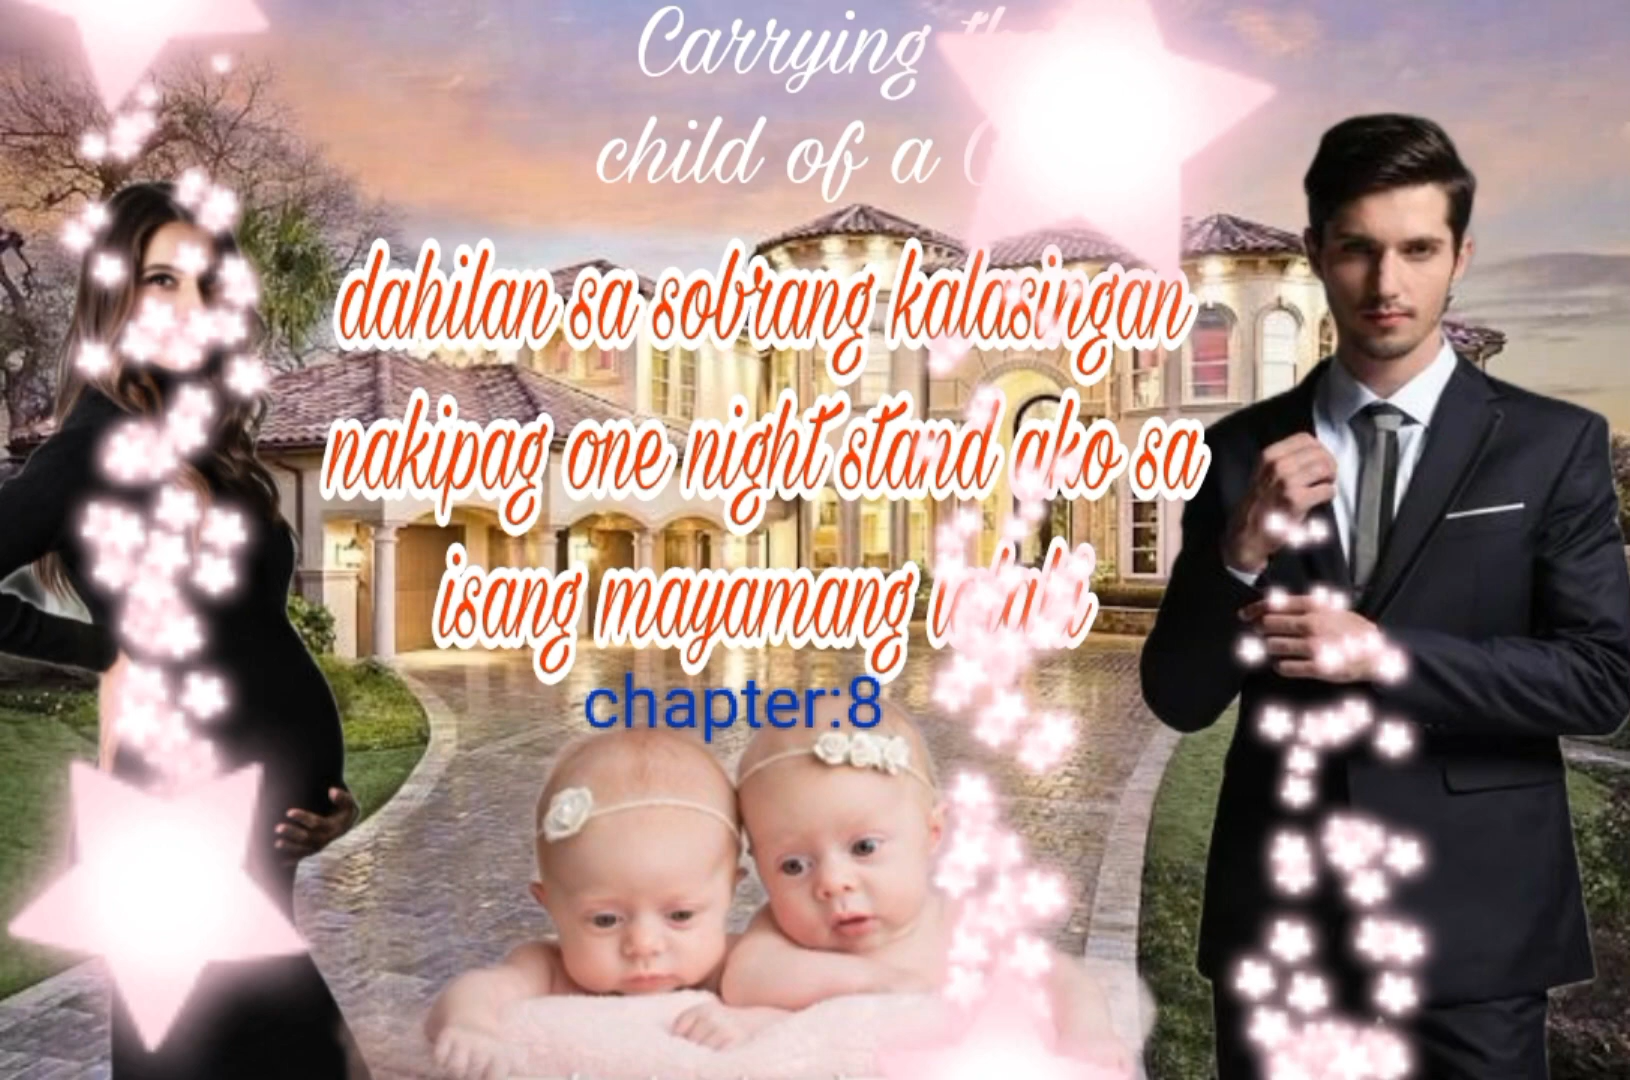 Carrying
child of a
dahilan sa sobrang kalasingan
nakipag one night stand ako sa
isang mayamang
chapter:8